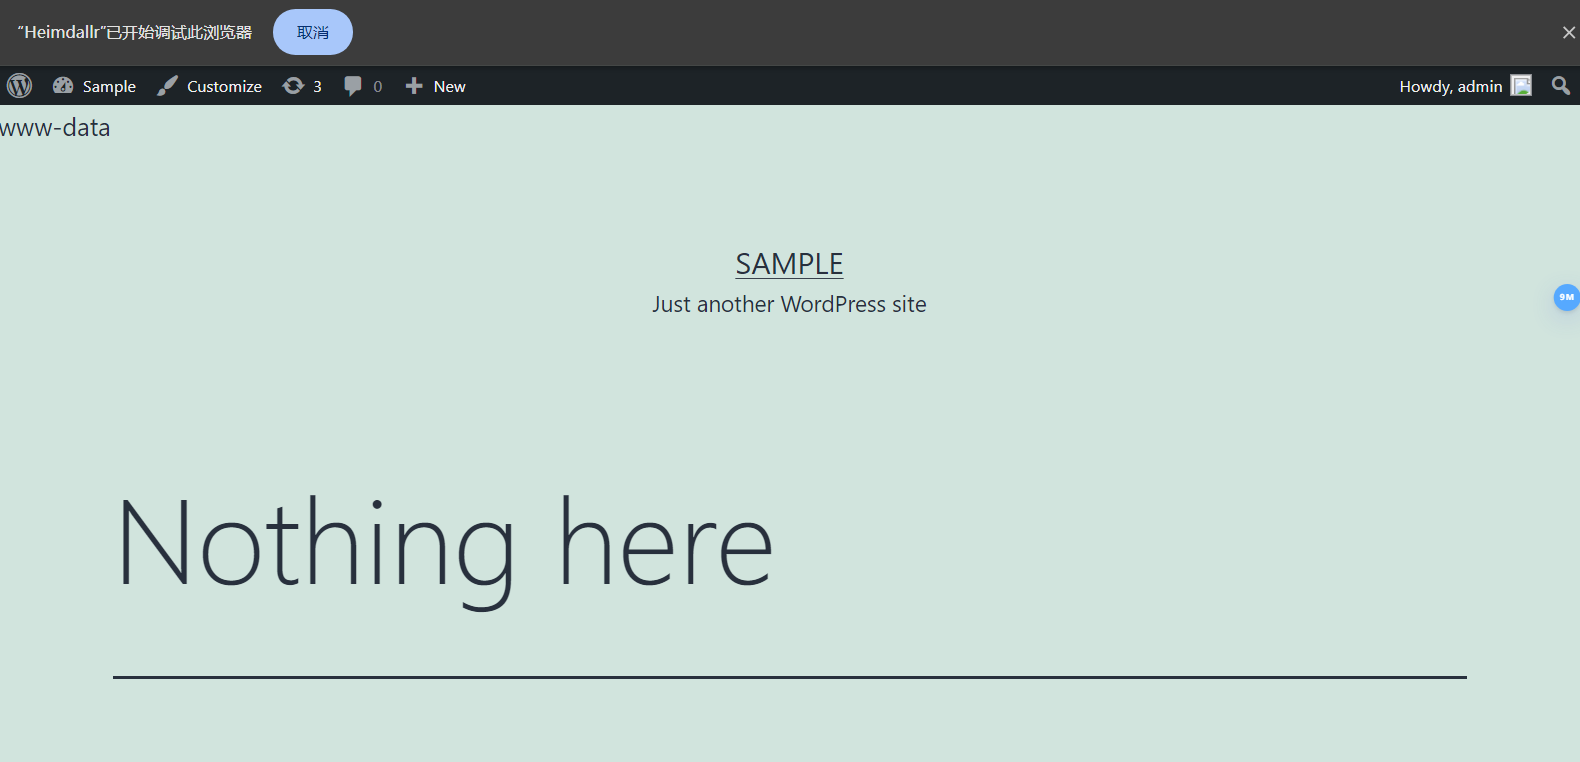 “Heimdallr”已开始调试此浏览器 取消
Sample Customize 3 0 New Howdy, admin
www-data
SAMPLE
Just another WordPress site
9M
Nothing here